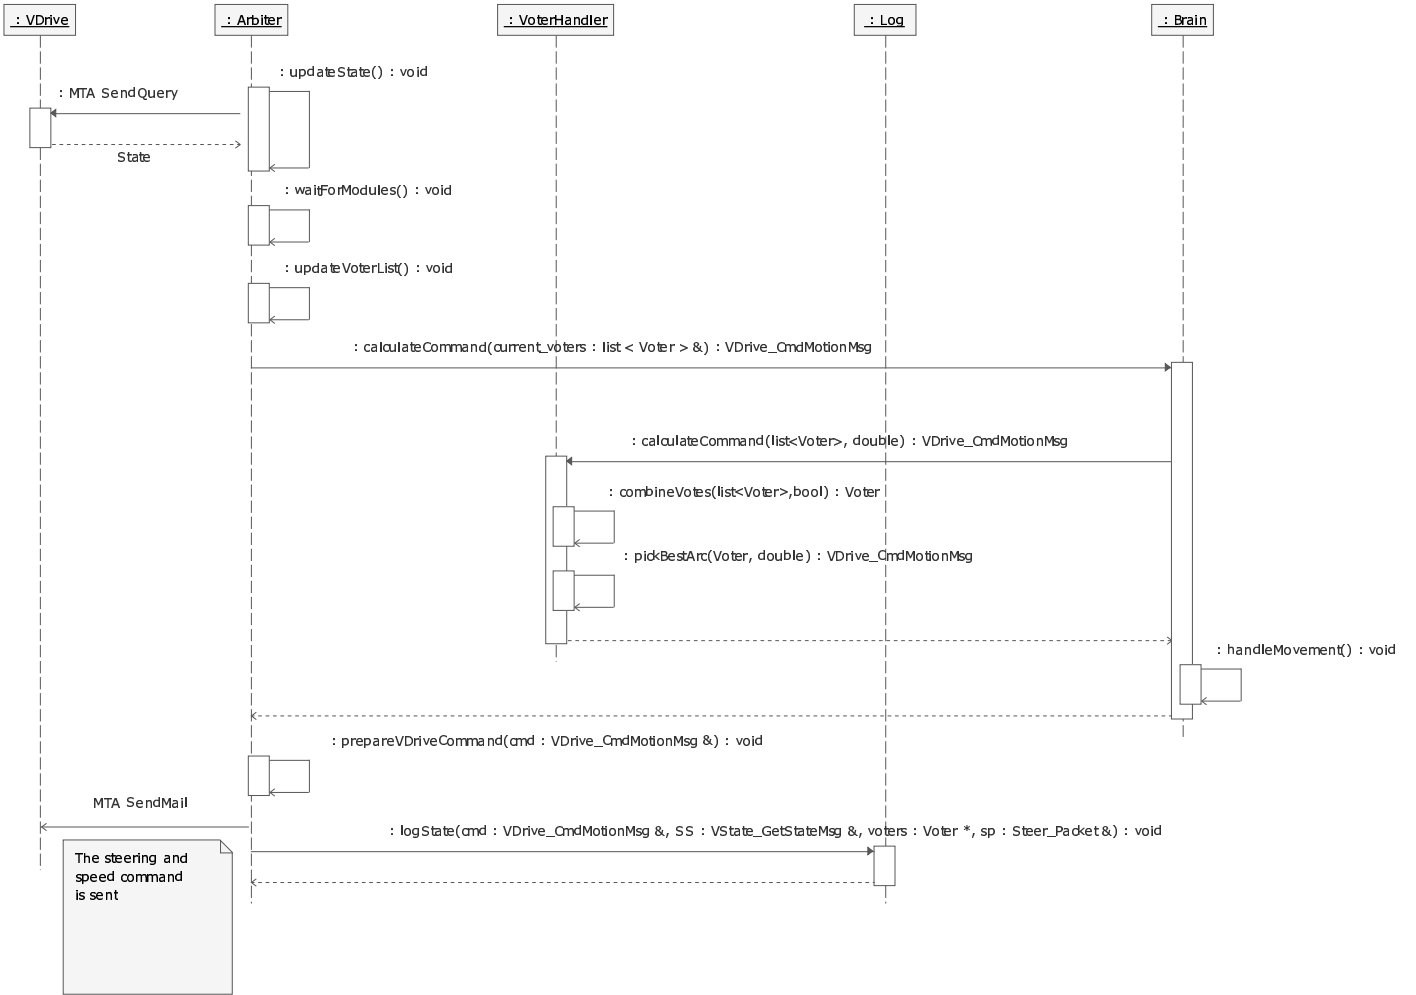 : VDrive
: Arbiter
: VoterHandler
: Log
: Brain
: updateState() : void
: MTA SendQuery
State
: waitForModules() : void
: updateVoterList() : void
: calculateCommand(current_voters : list < Voter > &) : VDrive_CmdMotionMsg
: calculateCommand(list<Voter>, double) : VDrive_CmdMotionMsg
: combineVotes(list<Voter>,bool) : Voter
: pickBestArc(Voter, double) : VDrive_CmdMotionMsg
: handleMovement() : void
: prepareVDriveCommand(cmd : VDrive_CmdMotionMsg &) : void
MTA SendMail
: logState(cmd : VDrive_CmdMotionMsg &, SS : VState_GetStateMsg &, voters : Voter *, sp : Steer_Packet &) : void
The steering and
speed command
is sent